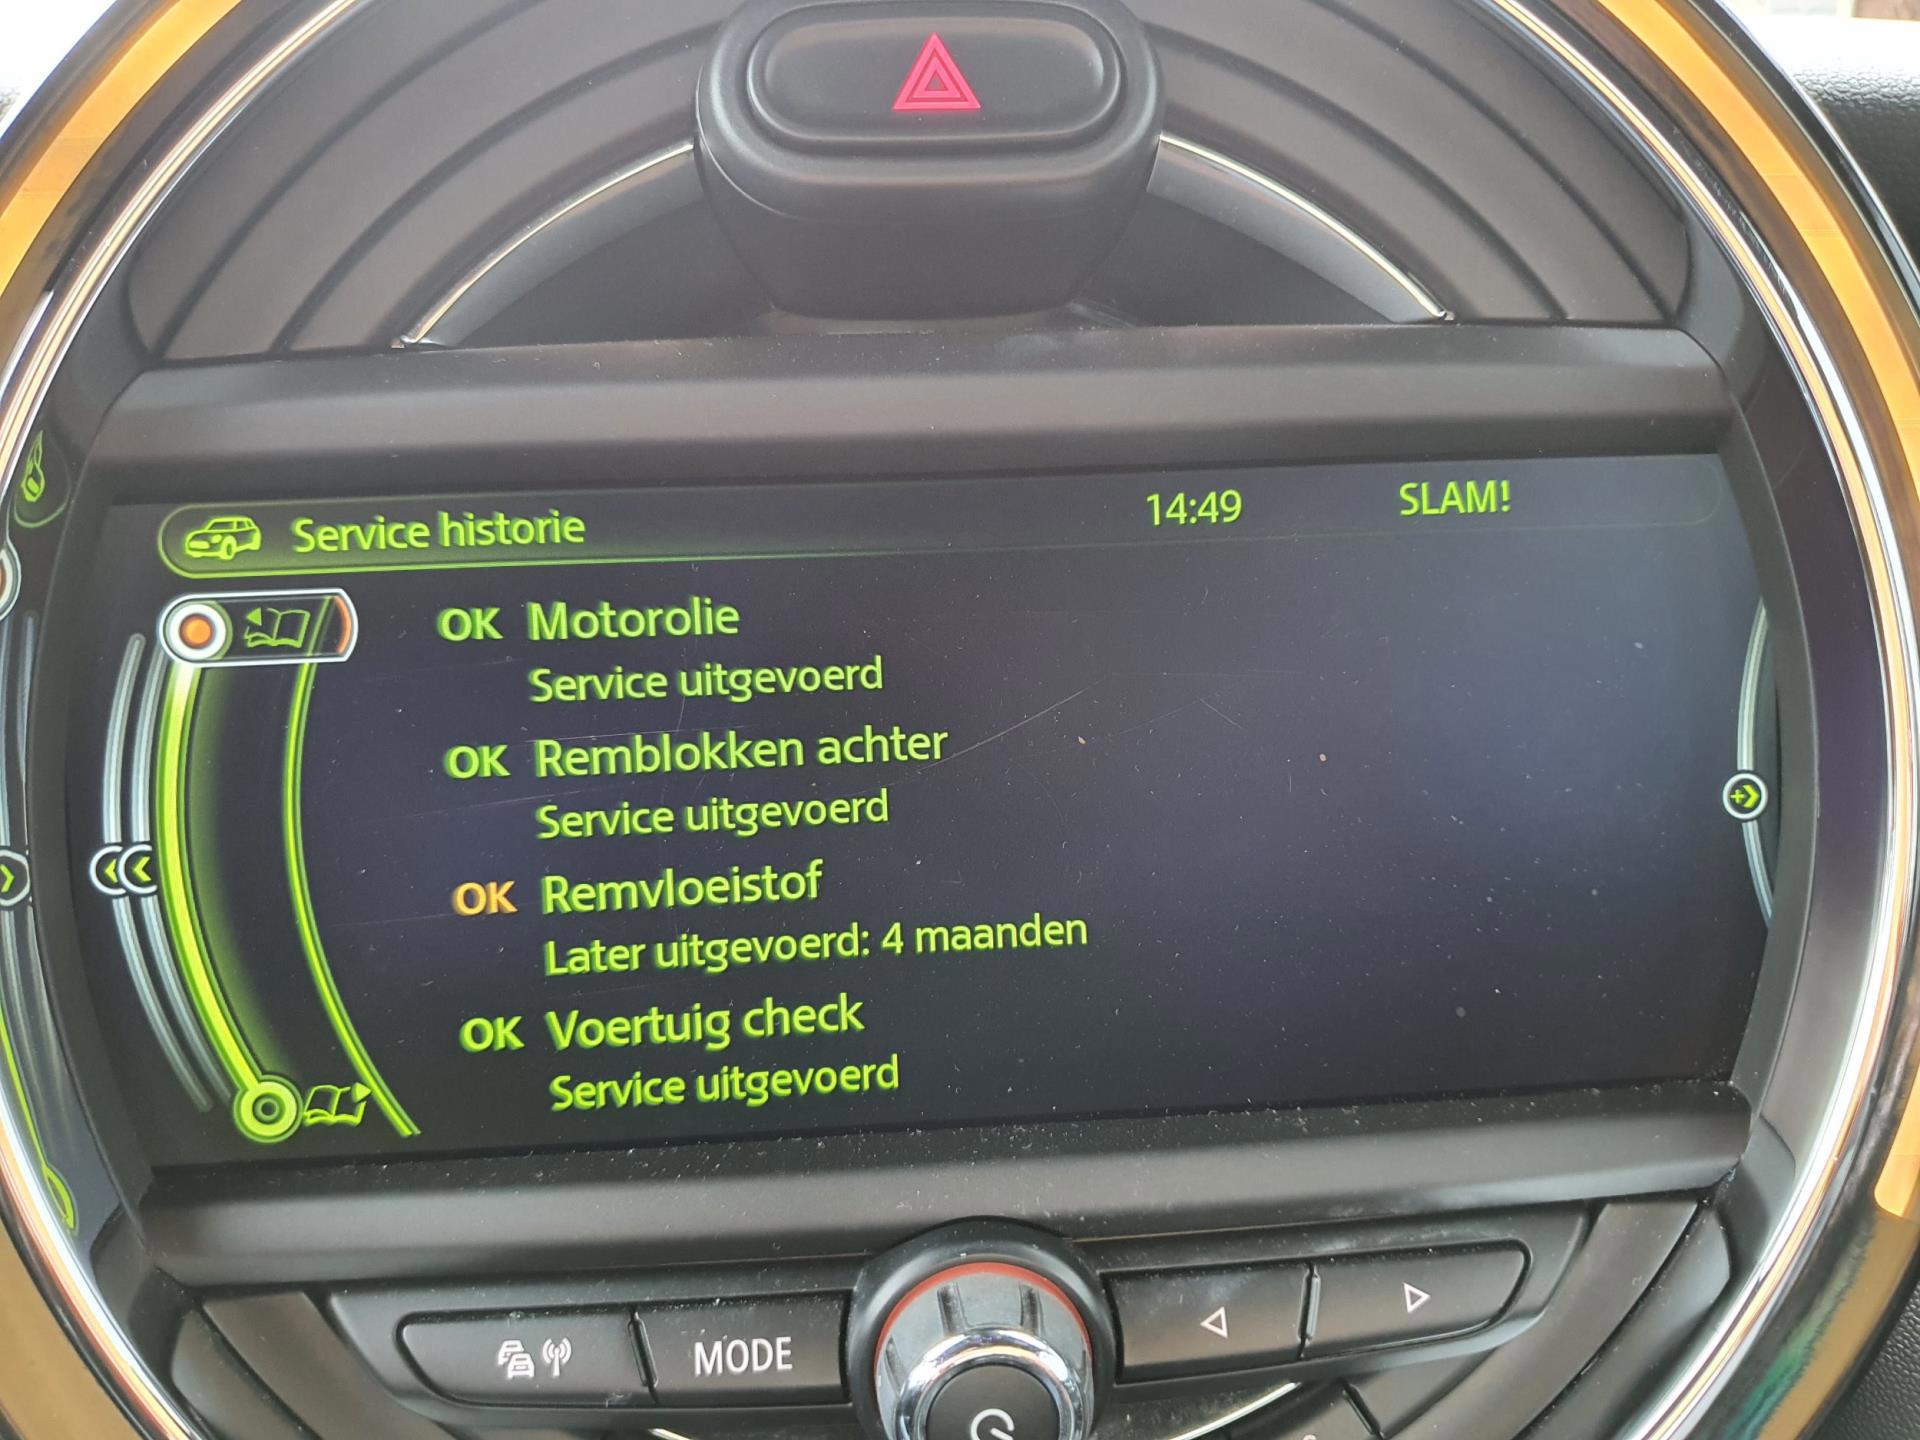 Service historie 14:49 SLAM!
OK Motorolie
Service uitgevoerd
OK Remblokken achter
Service uitgevoerd
OK Remvloeistof
Later uitgevoerd: 4 maanden
OK Voertuig check
Service uitgevoerd
MODE